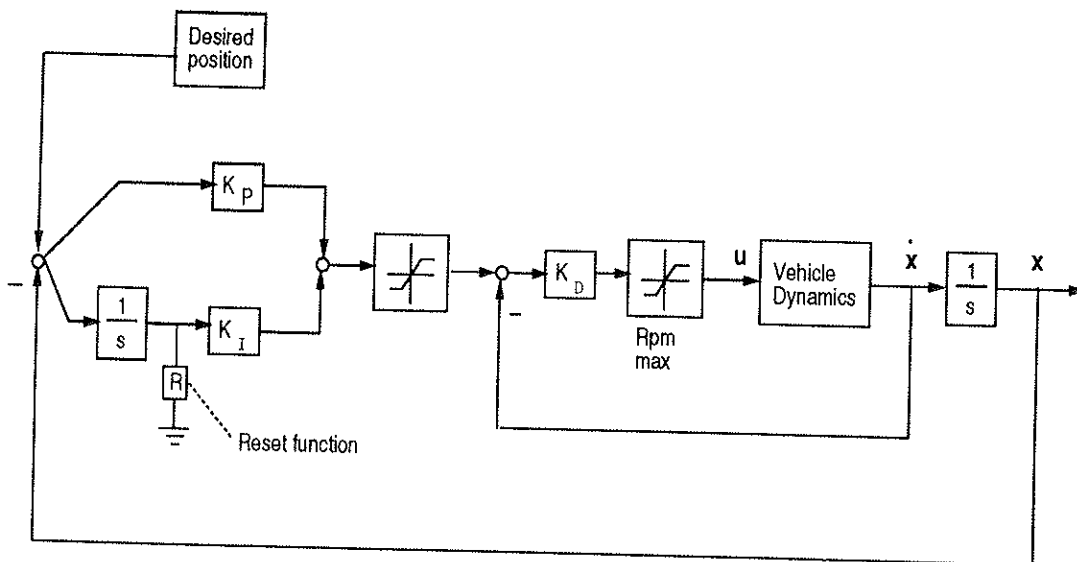 Desired
position
K P
1
s
K I
R
Reset function
−
−
K D
Rpm
max
u
Vehicle
Dynamics
ẋ
1
s
x